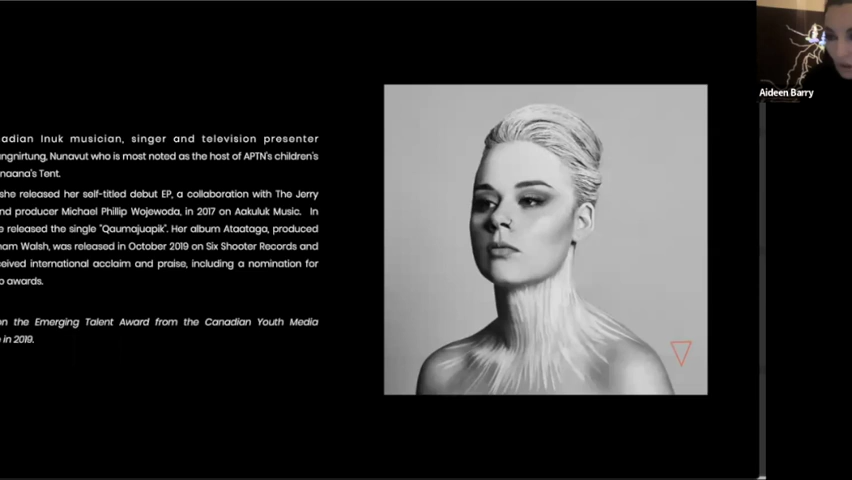 adian Inuk musician, singer and television presenter
angnirtung, Nunavut who is most noted as the host of APTN's children's
naana's Tent.
she released her self-titled debut EP, a collaboration with The Jerry
nd producer Michael Phillip Wojewoda, in 2017 on Aakuluk Music. In
e released the single "Qaumajuapik". Her album Ataataga, produced
ham Walsh, was released in October 2019 on Six Shooter Records and
ceived international acclaim and praise, including a nomination for
o awards.
on the Emerging Talent Award from the Canadian Youth Media
in 2019.
Aideen Barry